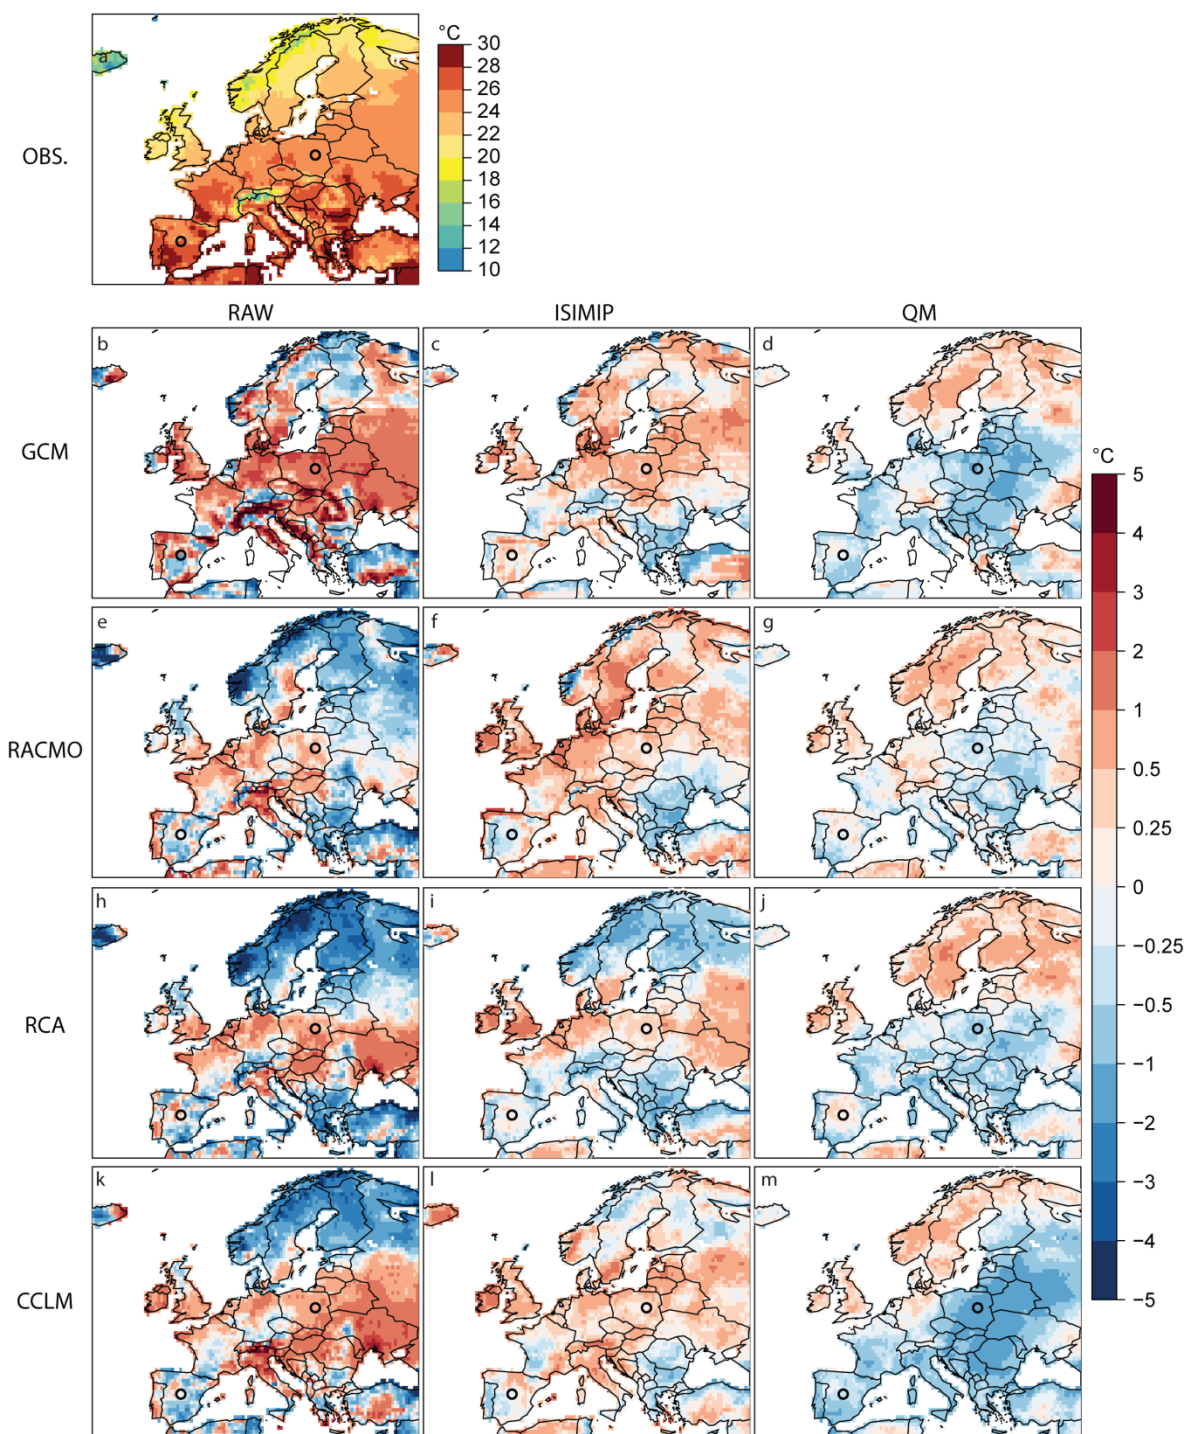 °C
a
30
28
26
24
22
20
18
16
14
12
10
OBS.
RAW
ISIMIP
QM
b
c
d
GCM
°C
5
4
3
2
1
0.5
0.25
0
−0.25
−0.5
−1
−2
−3
−4
−5
e
f
g
RACMO
h
i
j
RCA
k
l
m
CCLM